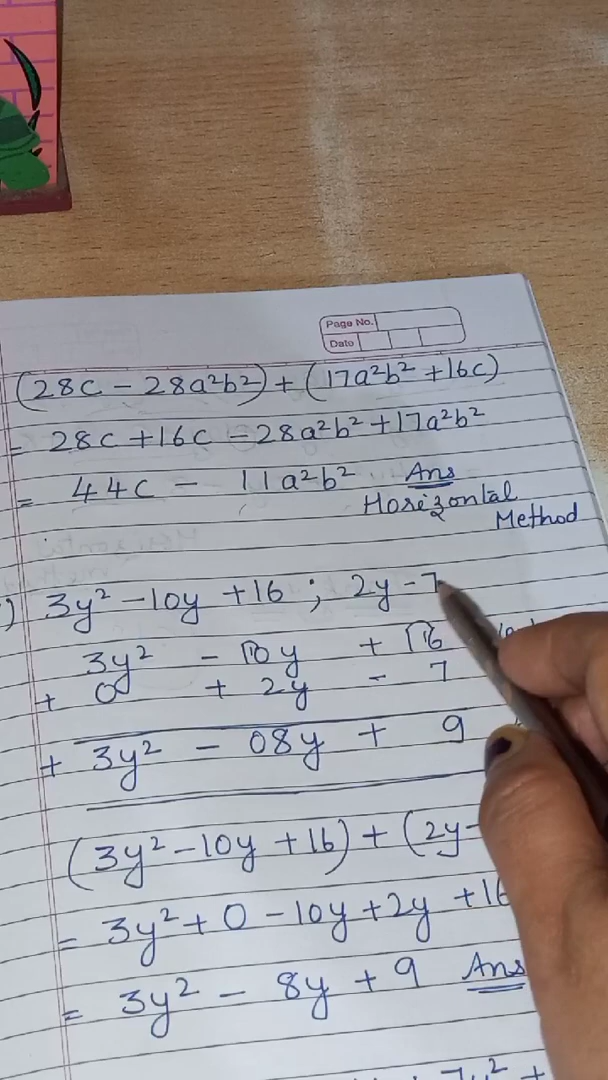 Page No.
Date
(28c - 28a²b²) + (17a²b² + 16c)
= 28c + 16c - 28a²b² + 17a²b²
= 44c - 11a²b² Ans
Horizontal
Method
) 3y² - 10y + 16 ; 2y - 7
3y² - 10y + 16
+ 0 + 2y - 7
+ 3y² - 08y + 9
(3y² - 10y + 16) + (2y -
= 3y² + 0 - 10y + 2y + 16
= 3y² - 8y + 9 Ans